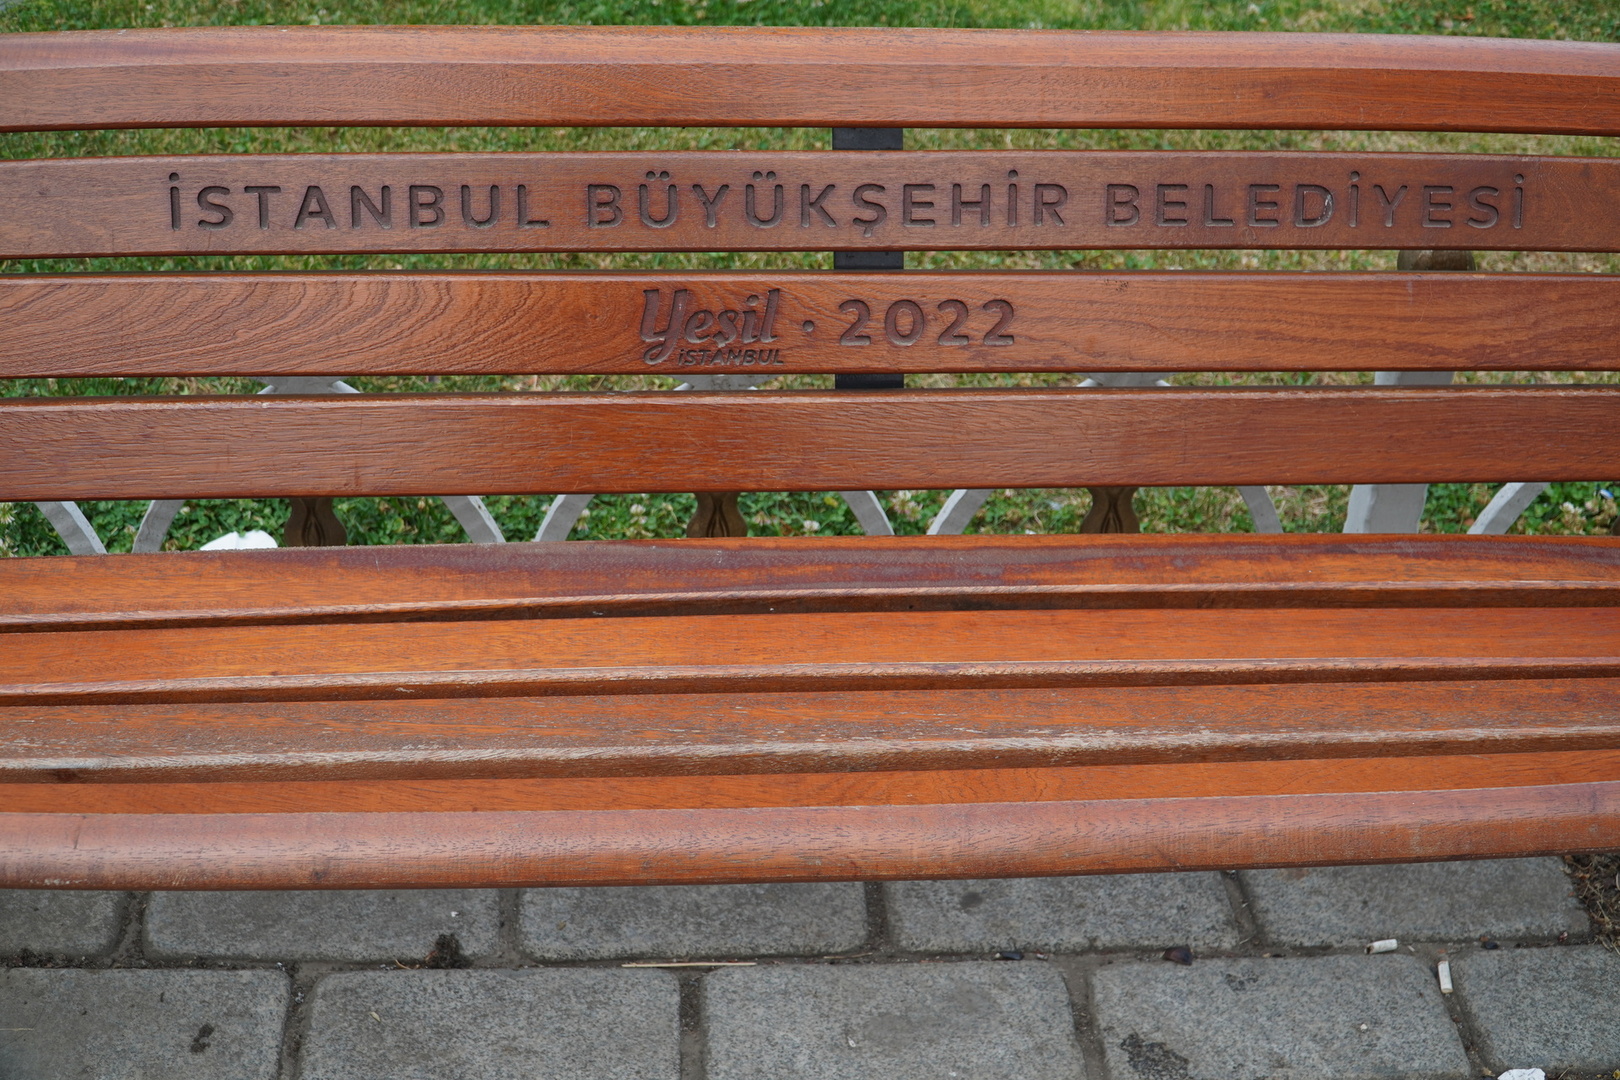 İSTANBUL BÜYÜKŞEHİR BELEDİYESİ
Yeşil · 2022
İSTANBUL